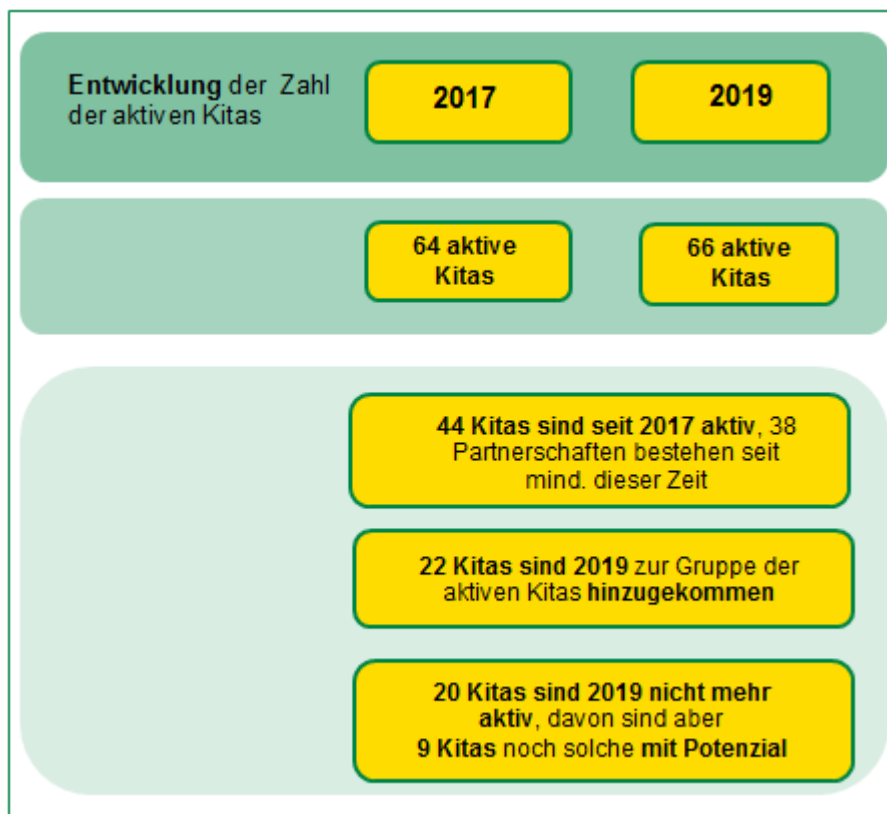 Entwicklung der Zahl
der aktiven Kitas
2017
2019
64 aktive
Kitas
66 aktive
Kitas
44 Kitas sind seit 2017 aktiv, 38
Partnerschaften bestehen seit
mind. dieser Zeit
22 Kitas sind 2019 zur Gruppe der
aktiven Kitas hinzugekommen
20 Kitas sind 2019 nicht mehr
aktiv, davon sind aber
9 Kitas noch solche mit Potenzial